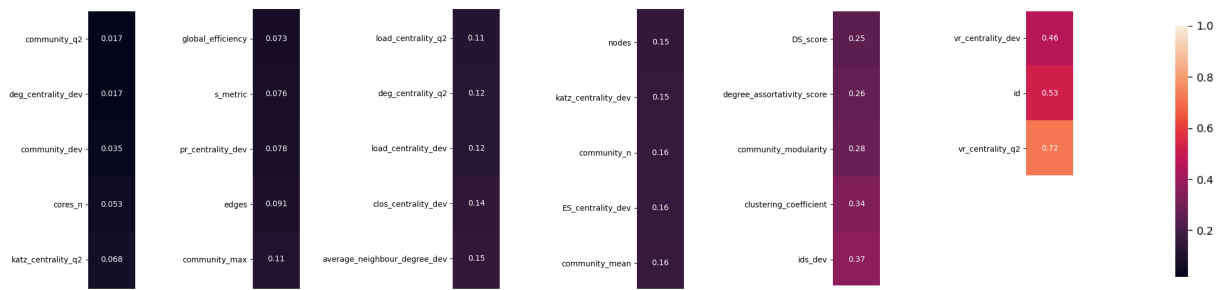 community_q2 0.017
deg_centrality_dev 0.017
community_dev 0.035
cores_n 0.053
katz_centrality_q2 0.068
global_efficiency 0.073
s_metric 0.076
pr_centrality_dev 0.078
edges 0.091
community_max 0.11
load_centrality_q2 0.11
deg_centrality_q2 0.12
load_centrality_dev 0.12
clos_centrality_dev 0.14
average_neighbour_degree_dev 0.15
nodes 0.15
katz_centrality_dev 0.15
community_n 0.16
ES_centrality_dev 0.16
community_mean 0.16
DS_score 0.25
degree_assortativity_score 0.26
community_modularity 0.28
clustering_coefficient 0.34
ids_dev 0.37
vr_centrality_dev 0.46
id 0.53
vr_centrality_q2 0.72
1.0
0.8
0.6
0.4
0.2